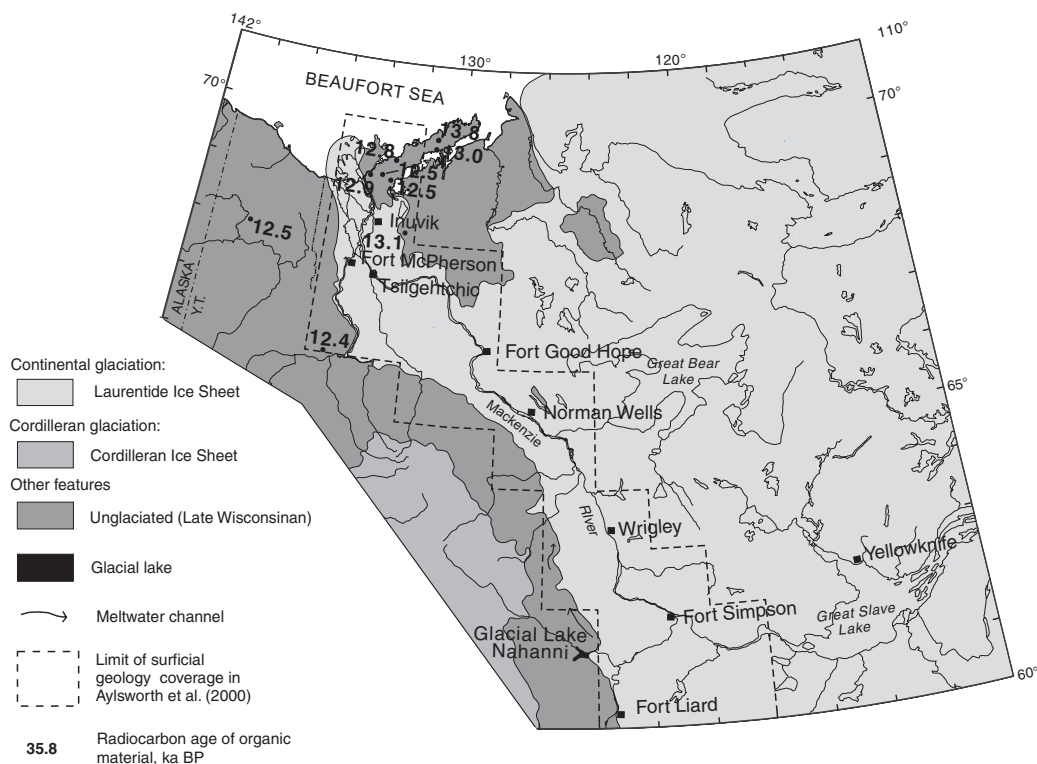 142°
110°
130°
120°
70°
70°
BEAUFORT SEA
13.8
12.8
13.0
12.5
12.9
12.5
Inuvik
12.5
13.1
Fort McPherson
Tsiigehtchic
ALASKA
Y.T.
12.4
Fort Good Hope
Great Bear
Lake
65°
Norman Wells
Mackenzie
River
Wrigley
Yellowknife
Fort Simpson
Great Slave
Lake
Glacial Lake
Nahanni
60°
Fort Liard
Continental glaciation:
Laurentide Ice Sheet
Cordilleran glaciation:
Cordilleran Ice Sheet
Other features
Unglaciated (Late Wisconsinan)
Glacial lake
Meltwater channel
Limit of surficial
geology coverage in
Aylsworth et al. (2000)
35.8
Radiocarbon age of organic
material, ka BP